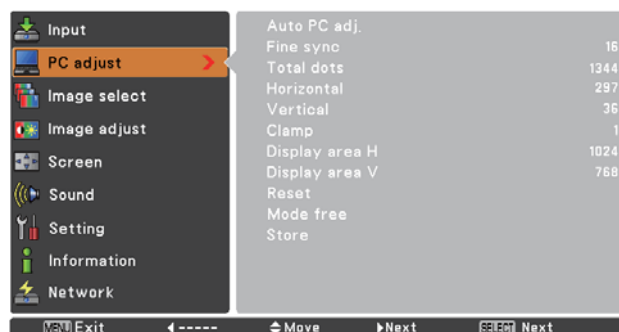 Input
PC adjust
Image select
Image adjust
Screen
Sound
Setting
Information
Network
Auto PC adj.
Fine sync 16
Total dots 1344
Horizontal 297
Vertical 36
Clamp 1
Display area H 1024
Display area V 768
Reset
Mode free
Store
MENU Exit ----- Move Next SELECT Next